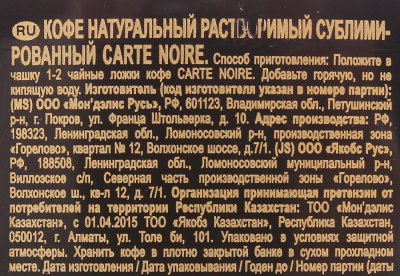 RU КОФЕ НАТУРАЛЬНЫЙ РАСТВОРИМЫЙ СУБЛИМИ-
РОВАННЫЙ CARTE NOIRE. Способ приготовления: Положите в
чашку 1-2 чайные ложки кофе CARTE NOIRE. Добавьте горячую, но не
кипящую воду. Изготовитель (код изготовителя указан в номере партии):
(MS) ООО «Мон'дэлис Русь», РФ, 601123, Владимирская обл., Петушинский
р-н, г. Покров, ул. Франца Штольверка, д. 10. Адрес производства: РФ,
198323, Ленинградская обл., Ломоносовский р-н, производственная зона
«Горелово», квартал № 12, Волхонское шоссе, д.7/1. (JS) ООО «Якобс Рус»,
РФ, 188508, Ленинградская обл., Ломоносовский муниципальный р-н,
Виллозское с/п, Северная часть производственной зоны «Горелово»,
Волхонское ш., кв-л 12, д. 7/1. Организация принимающая претензии от
потребителей на территории Республики Казахстан: ТОО «Мон'дэлис
Казахстан», с 01.04.2015 ТОО «Якобз Казахстан», Республика Казахстан,
050012, г. Алматы, ул. Толе би, 101. Упаковано в условиях защитной
атмосферы. Хранить кофе в плотно закрытой банке в сухом прохладном
месте. Дата изготовления / Дата упаковывания / Годен до / Номер партии (даты